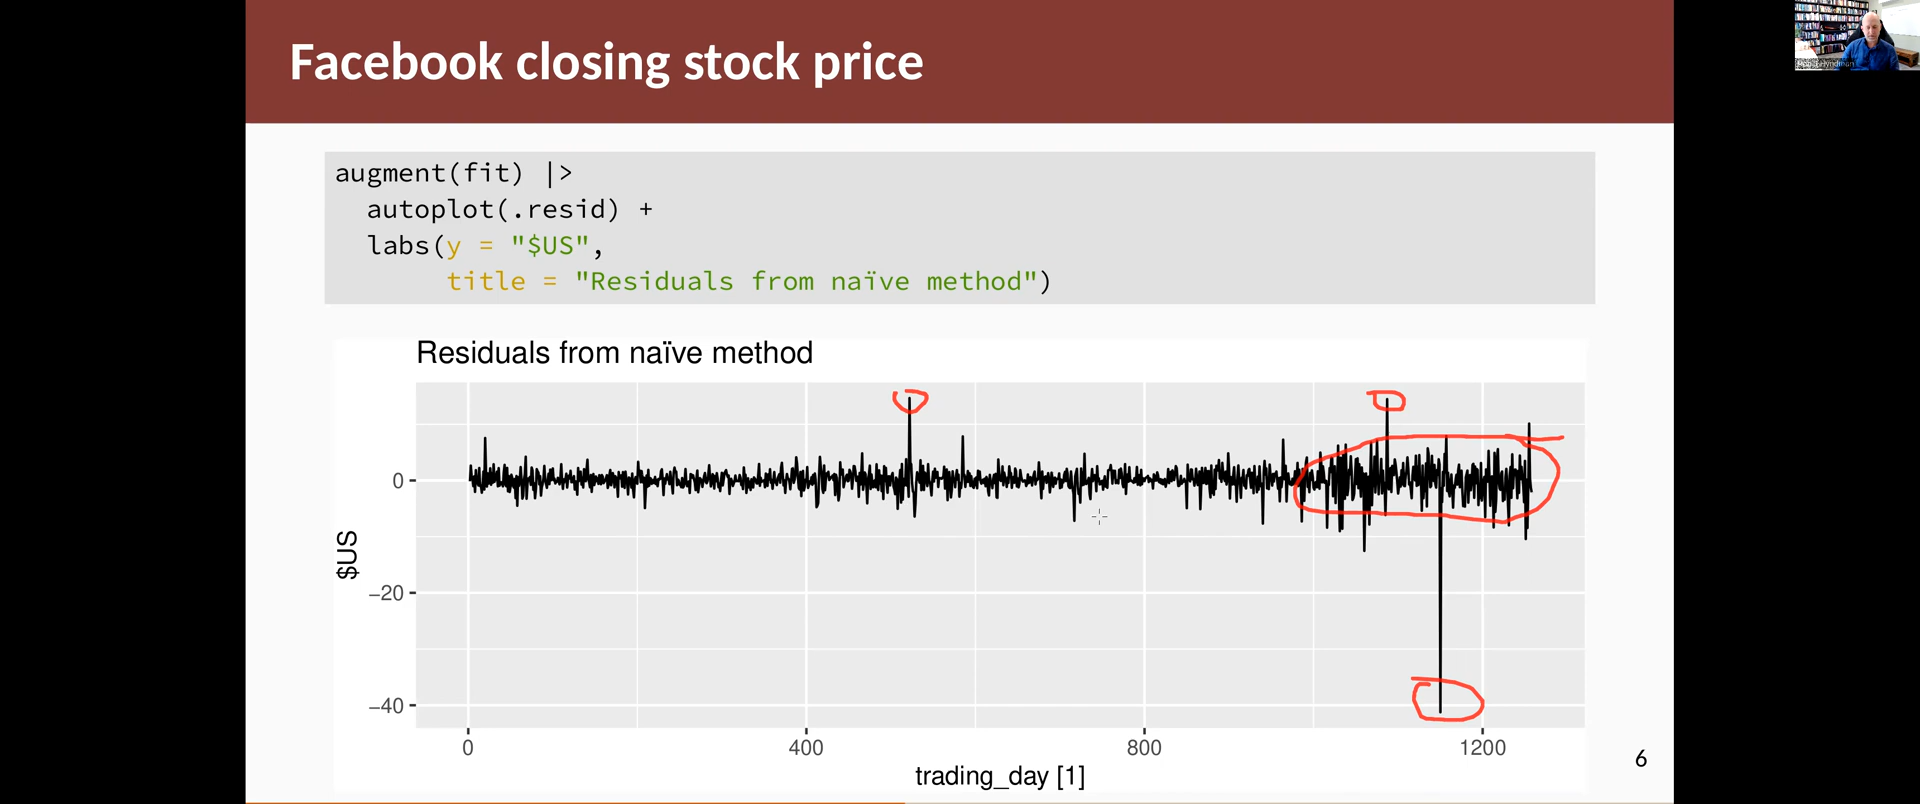 Facebook closing stock price
augment(fit) |>
autoplot(.resid) +
labs(y = "$US",
title = "Residuals from naïve method")
Residuals from naïve method
$US
0
−20
−40
0 400 800 1200
trading_day [1]
6
Hyndman